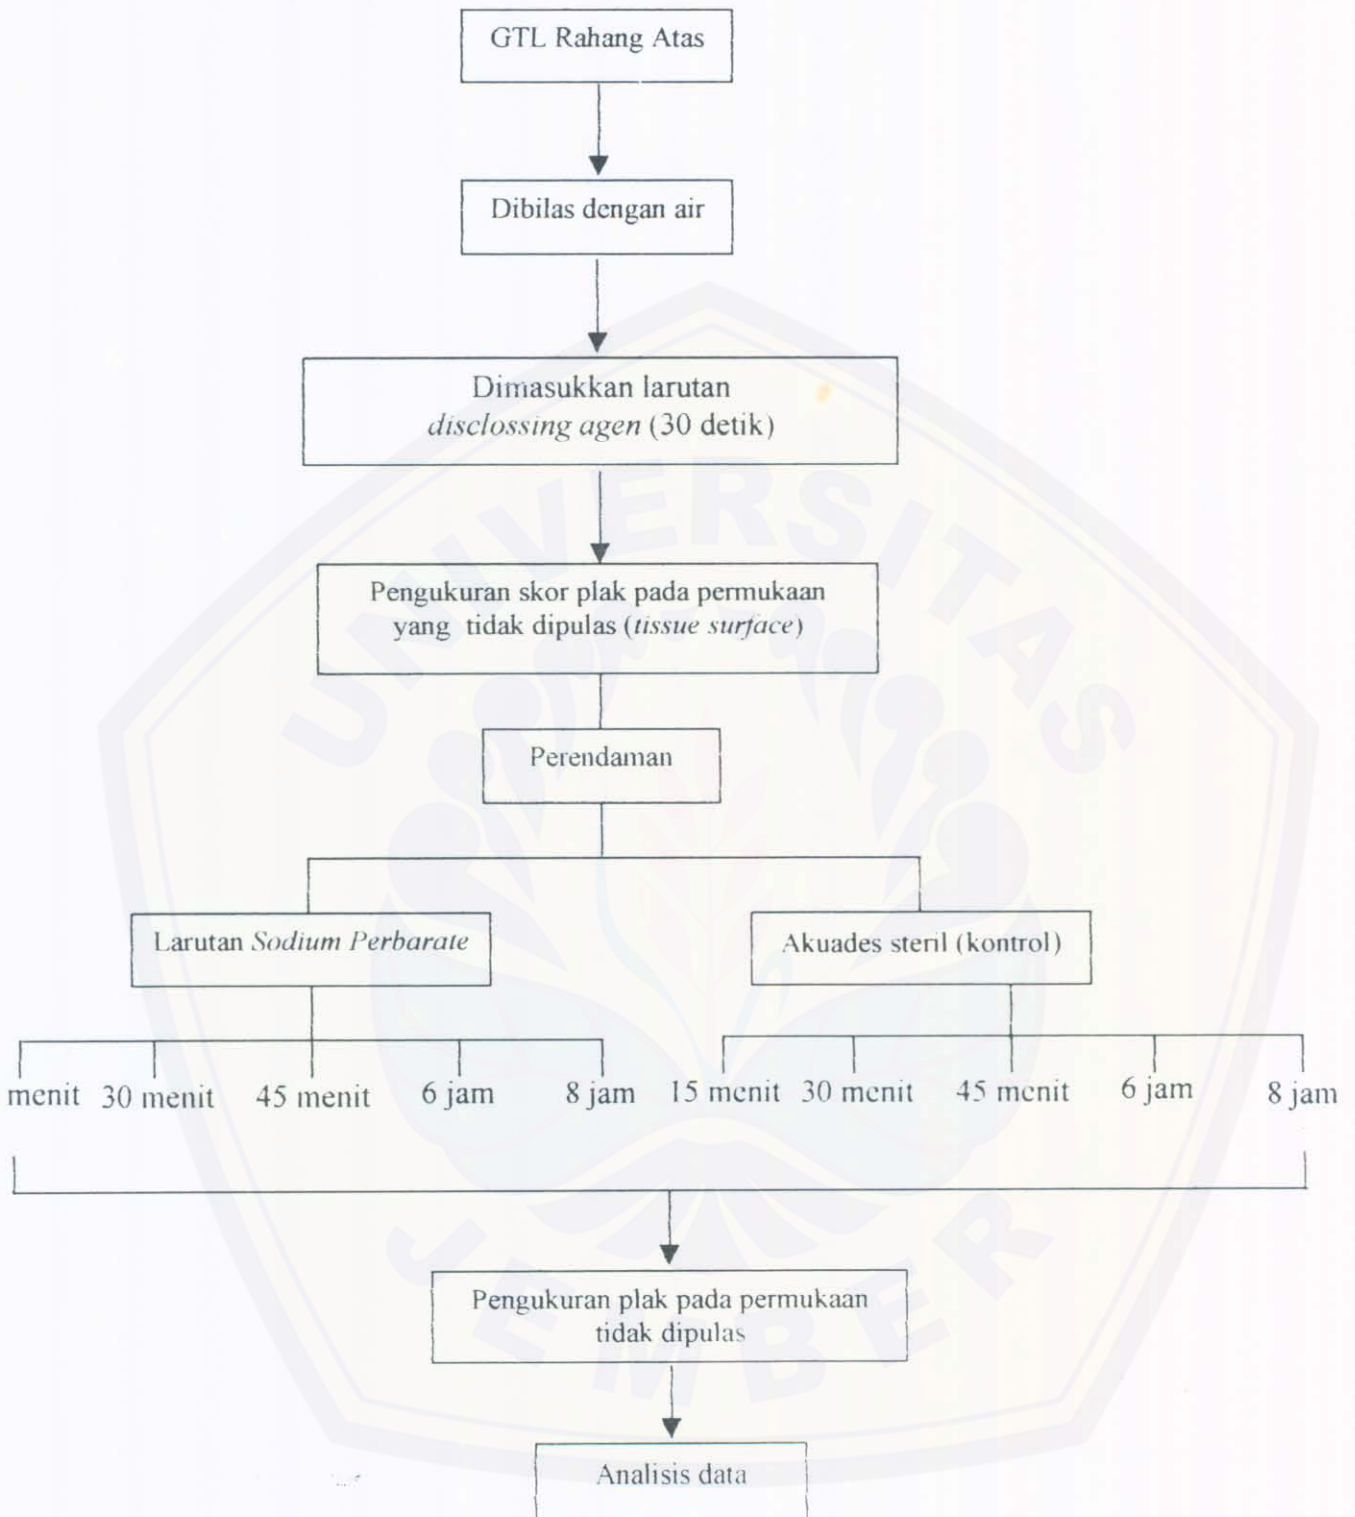 GTL Rahang Atas
Dibilas dengan air
Dimasukkan larutan
disclossing agen (30 detik)
Pengukuran skor plak pada permukaan
yang tidak dipulas (tissue surface)
Perendaman
Larutan Sodium Perbarate
Akuades steril (kontrol)
menit 30 menit 45 menit 6 jam 8 jam 15 menit 30 menit 45 menit 6 jam 8 jam
Pengukuran plak pada permukaan
tidak dipulas
Analisis data
UNIVERSITAS
JEMBER